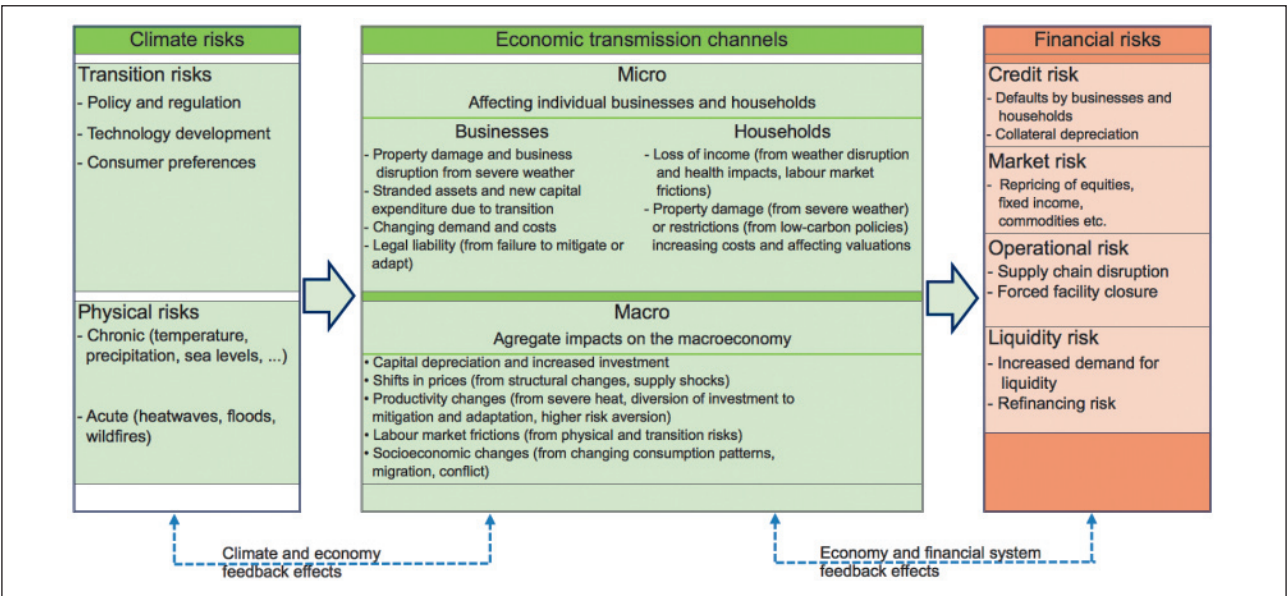 Climate risks
Transition risks
- Policy and regulation
- Technology development
- Consumer preferences
Physical risks
- Chronic (temperature,
precipitation, sea levels, ...)
- Acute (heatwaves, floods,
wildfires)
Economic transmission channels
Micro
Affecting individual businesses and households
Businesses
- Property damage and business
disruption from severe weather
- Stranded assets and new capital
expenditure due to transition
- Changing demand and costs
- Legal liability (from failure to mitigate or
adapt)
Households
- Loss of income (from weather disruption
and health impacts, labour market
frictions)
- Property damage (from severe weather)
or restrictions (from low-carbon policies)
increasing costs and affecting valuations
Macro
Agregate impacts on the macroeconomy
• Capital depreciation and increased investment
• Shifts in prices (from structural changes, supply shocks)
• Productivity changes (from severe heat, diversion of investment to
mitigation and adaptation, higher risk aversion)
• Labour market frictions (from physical and transition risks)
• Socioeconomic changes (from changing consumption patterns,
migration, conflict)
Financial risks
Credit risk
- Defaults by businesses and
households
- Collateral depreciation
Market risk
- Repricing of equities,
fixed income,
commodities etc.
Operational risk
- Supply chain disruption
- Forced facility closure
Liquidity risk
- Increased demand for
liquidity
- Refinancing risk
Climate and economy
feedback effects
Economy and financial system
feedback effects